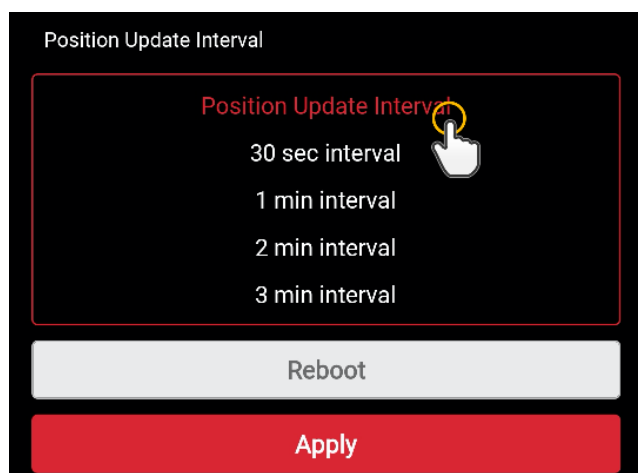 Position Update Interval
Position Update Interval
30 sec interval
1 min interval
2 min interval
3 min interval
Reboot
Apply